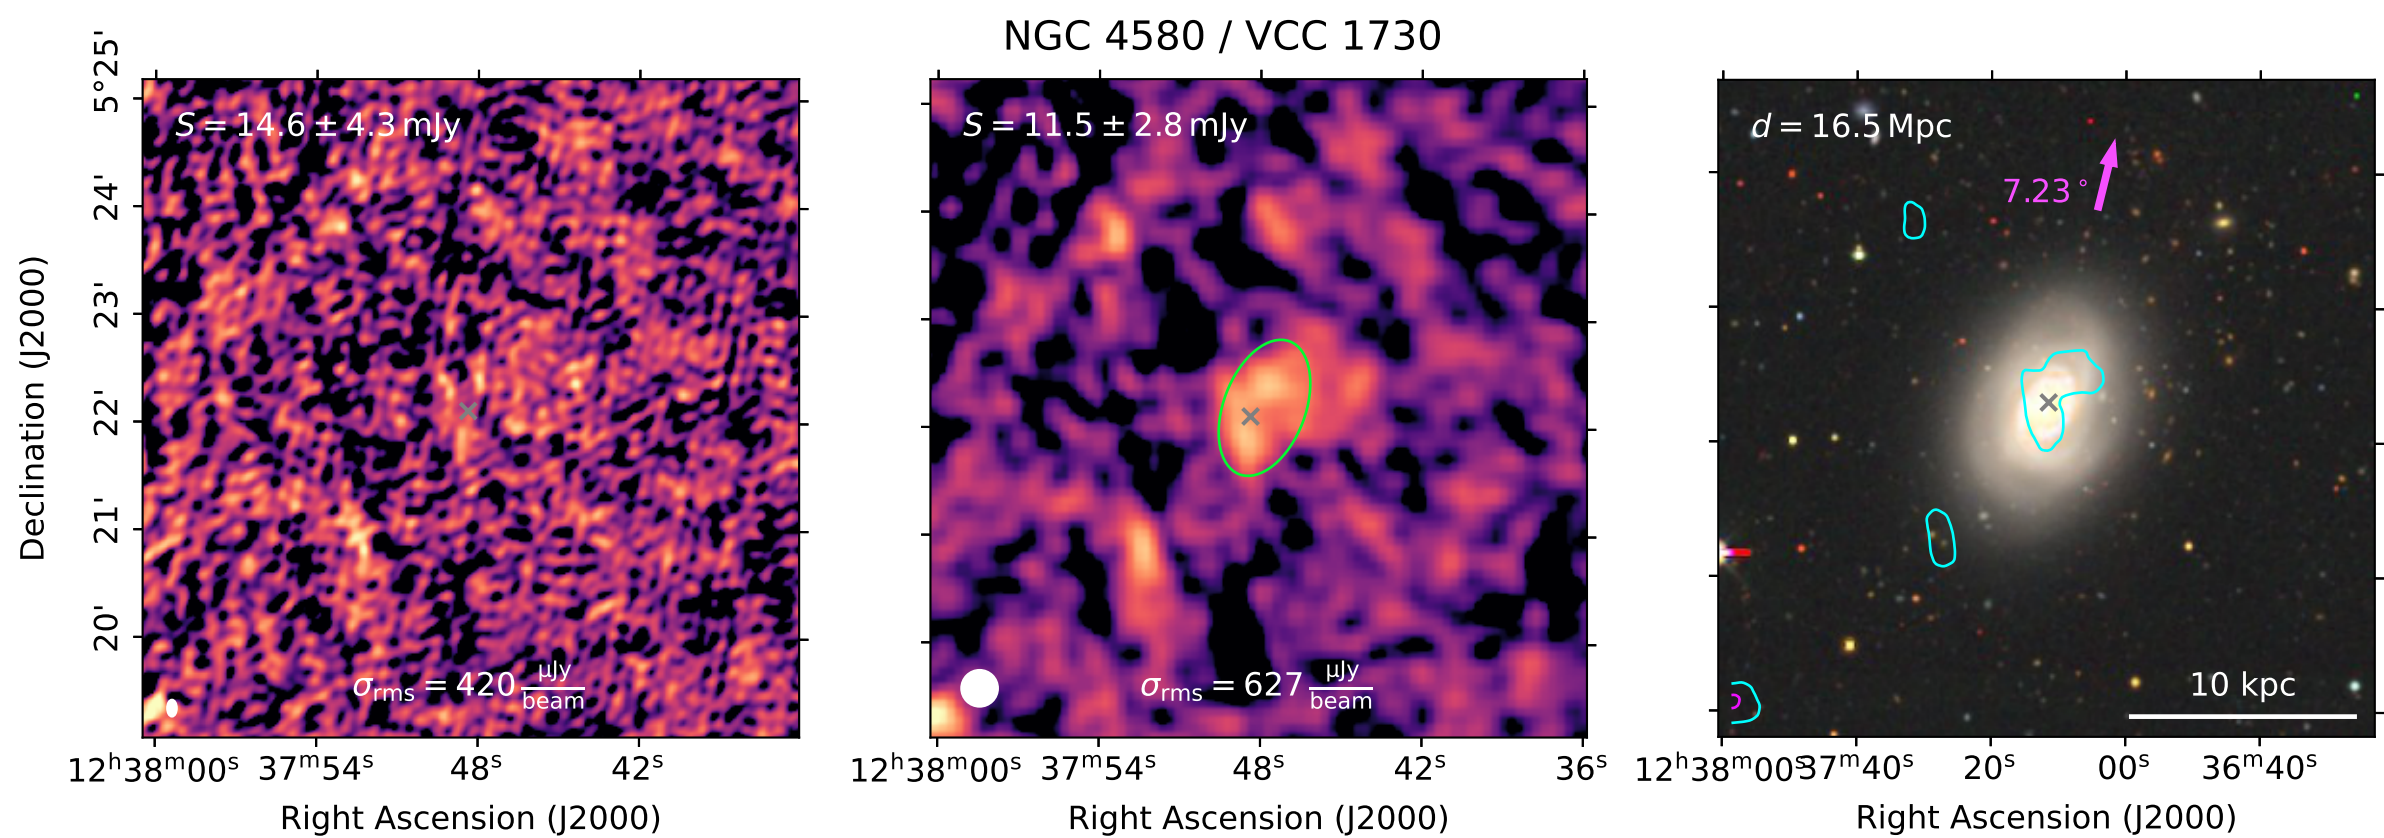 NGC 4580 / VCC 1730
S = 14.6 ± 4.3 mJy
S = 11.5 ± 2.8 mJy
d = 16.5 Mpc
7.23°
σrms = 420 μJy/beam
σrms = 627 μJy/beam
10 kpc
5°25'
24'
23'
22'
21'
20'
Declination (J2000)
12ʰ38ᵐ00ˢ 37ᵐ54ˢ 48ˢ 42ˢ
12ʰ38ᵐ00ˢ 37ᵐ54ˢ 48ˢ 42ˢ 36ˢ
12ʰ38ᵐ00ˢ 37ᵐ40ˢ 20ˢ 00ˢ 36ᵐ40ˢ
Right Ascension (J2000)
Right Ascension (J2000)
Right Ascension (J2000)